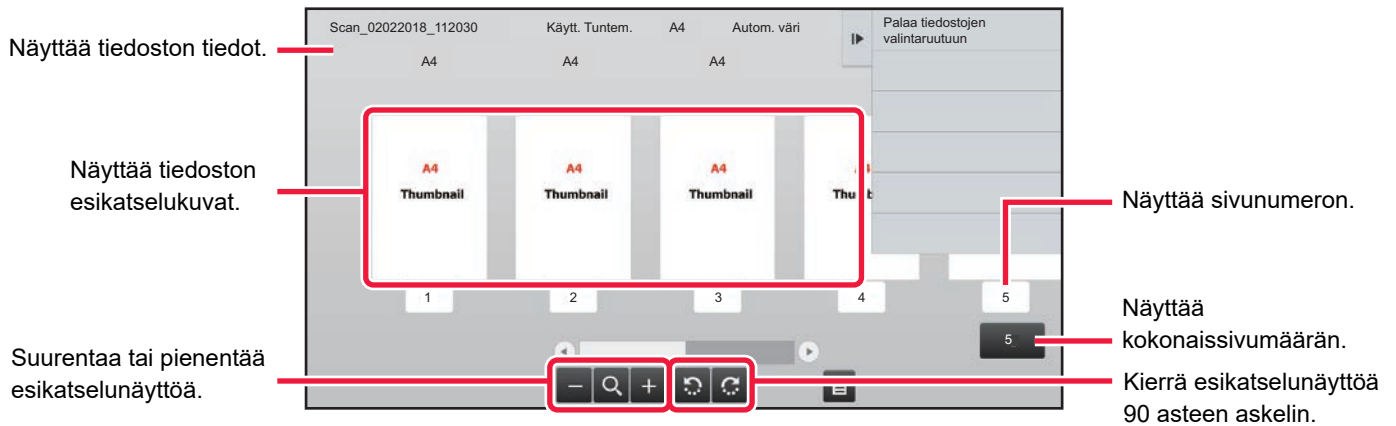 Näyttää tiedoston tiedot.
Scan_02022018_112030 Käytt. Tuntem. A4 Autom. väri
Palaa tiedostojen
valintaruutuun
A4 A4 A4
Näyttää tiedoston
esikatselukuvat.
A4 A4 A4
Thumbnail Thumbnail Thumbnail
Näyttää sivunumeron.
1 2 3 4 5
Näyttää
kokonaissivumäärän.
5
Suurentaa tai pienentää
esikatselunäyttöä.
Kierrä esikatselunäyttöä
90 asteen askelin.